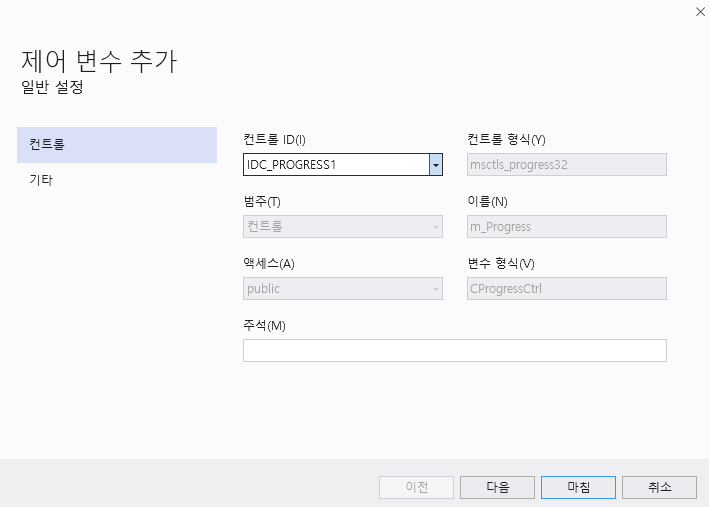 제어 변수 추가
일반 설정
컨트롤
기타
컨트롤 ID(I)
컨트롤 형식(Y)
IDC_PROGRESS1
msctls_progress32
범주(T)
이름(N)
컨트롤
m_Progress
액세스(A)
변수 형식(V)
public
CProgressCtrl
주석(M)
이전
다음
마침
취소